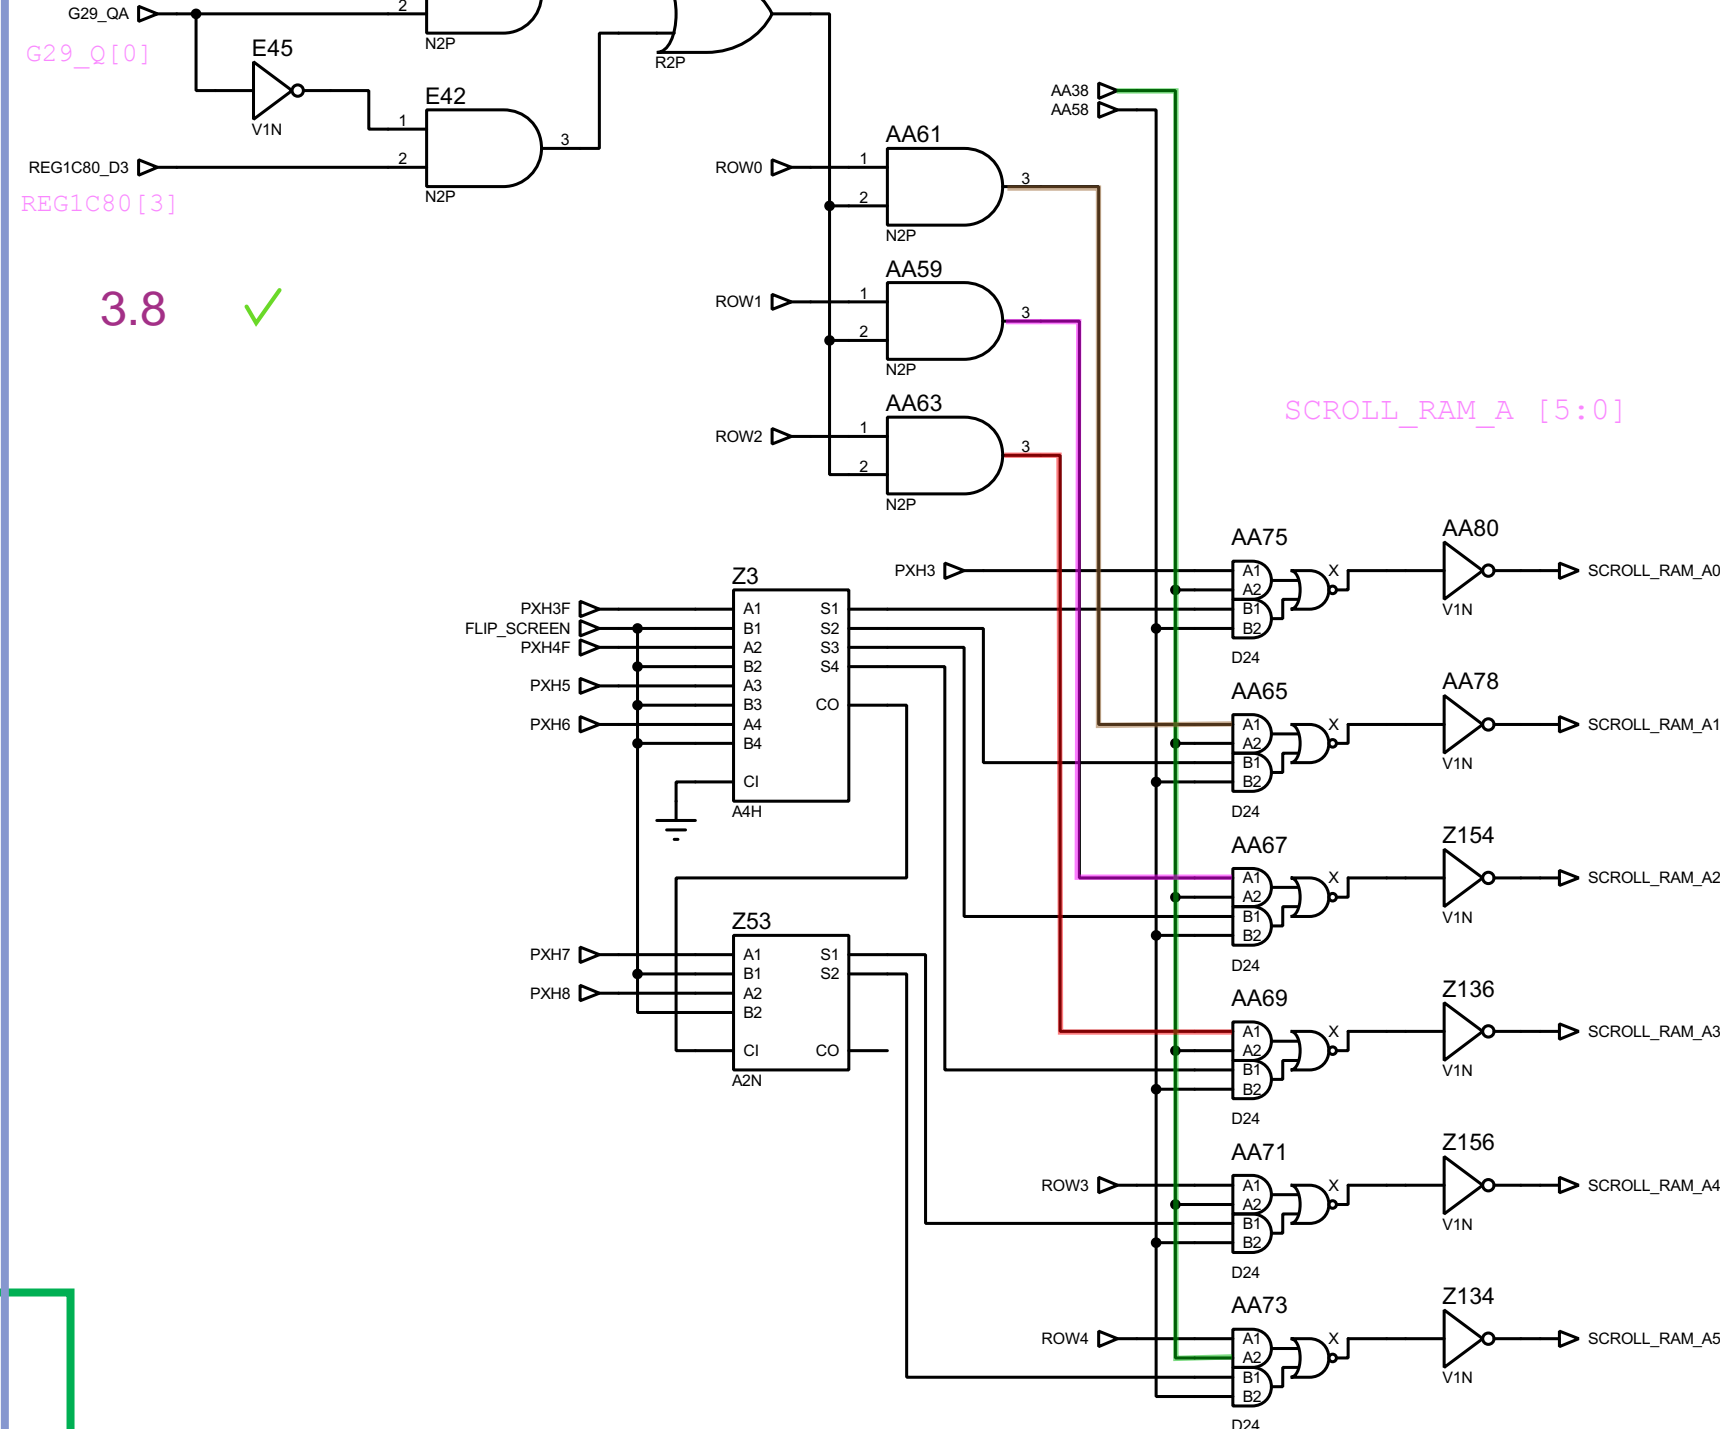 G29_QA
2
N2P
G29_Q[0]
E45
V1N
R2P
E42
1
2
3
N2P
REG1C80_D3
REG1C80[3]
3.8
AA38
AA58
AA61
ROW0
1
2
3
N2P
AA59
ROW1
1
2
3
N2P
AA63
ROW2
1
2
3
N2P
SCROLL_RAM_A [5:0]
Z3
PXH3F
FLIP_SCREEN
PXH4F
PXH5
PXH6
A1
B1
A2
B2
A3
B3
A4
B4
CI
S1
S2
S3
S4
CO
A4H
Z53
PXH7
PXH8
A1
B1
A2
B2
CI
S1
S2
CO
A2N
AA75
PXH3
A1
A2
B1
B2
X
D24
AA80
V1N
SCROLL_RAM_A0
AA65
A1
A2
B1
B2
X
D24
AA78
V1N
SCROLL_RAM_A1
AA67
A1
A2
B1
B2
X
D24
Z154
V1N
SCROLL_RAM_A2
AA69
A1
A2
B1
B2
X
D24
Z136
V1N
SCROLL_RAM_A3
AA71
ROW3
A1
A2
B1
B2
X
D24
Z156
V1N
SCROLL_RAM_A4
AA73
ROW4
A1
A2
B1
B2
X
D24
Z134
V1N
SCROLL_RAM_A5